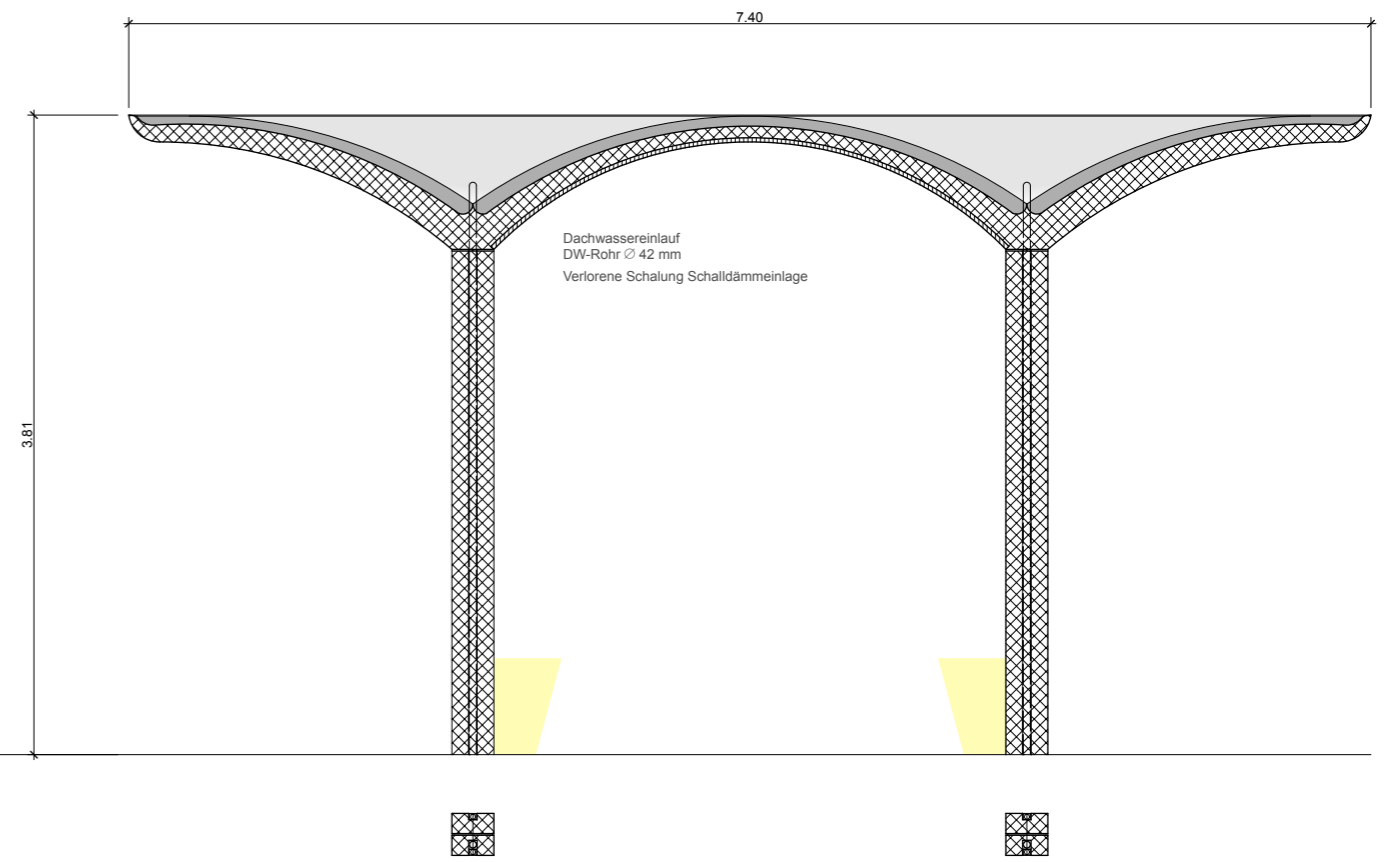 7.40
3.81
Dachwassereinlauf
DW-Rohr ∅ 42 mm
Verlorene Schalung Schalldämmeinlage